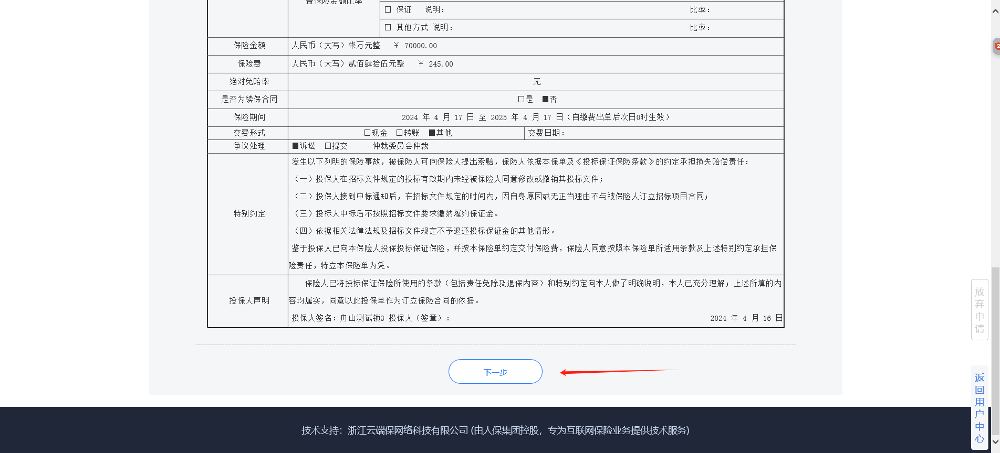 盖保险金额比率
□ 保证 说明： 比率：
□ 其他方式 说明： 比率：
保险金额 人民币（大写）柒万元整 ￥ 70000.00
保险费 人民币（大写）贰佰肆拾伍元整 ￥ 245.00
绝对免赔率 无
是否为续保合同 □是 ■否
保险期间 2024 年 4 月 17 日 至 2025 年 4 月 17 日（自缴费出单后次日0时生效）
交费形式 □现金 □转账 ■其他 交费日期：
争议处理 ■诉讼 □提交 仲裁委员会仲裁
特别约定
发生以下列明的保险事故，被保险人可向保险人提出索赔，保险人依据本保单及《投标保证保险条款》的约定承担损失赔偿责任：
（一）投保人在招标文件规定的投标有效期内未经被保险人同意修改或撤销其投标文件；
（二）投保人接到中标通知后，在招标文件规定的时间内，因自身原因或无正当理由不与被保险人订立招标项目合同；
（三）投标人中标后不按照招标文件要求缴纳履约保证金。
（四）依据相关法律法规及招标文件规定不予退还投标保证金的其他情形。
鉴于投保人已向本保险人投保投标保证保险，并按本保险单约定交付保险费，保险人同意按照本保险单所适用条款及上述特别约定承担保
险责任，特立本保险单为凭。
投保人声明
保险人已将投标保证保险所使用的条款（包括责任免除及退保内容）和特别约定向本人做了明确说明，本人已充分理解；上述所填的内
容均属实，同意以此投保单作为订立保险合同的依据。
投保人签名：舟山测试锁3 投保人（签章）： 2024 年 4 月 16 日
下一步
放弃申请
返回用户中心
技术支持：浙江云端保网络科技有限公司 (由人保集团控股，专为互联网保险业务提供技术服务)
2